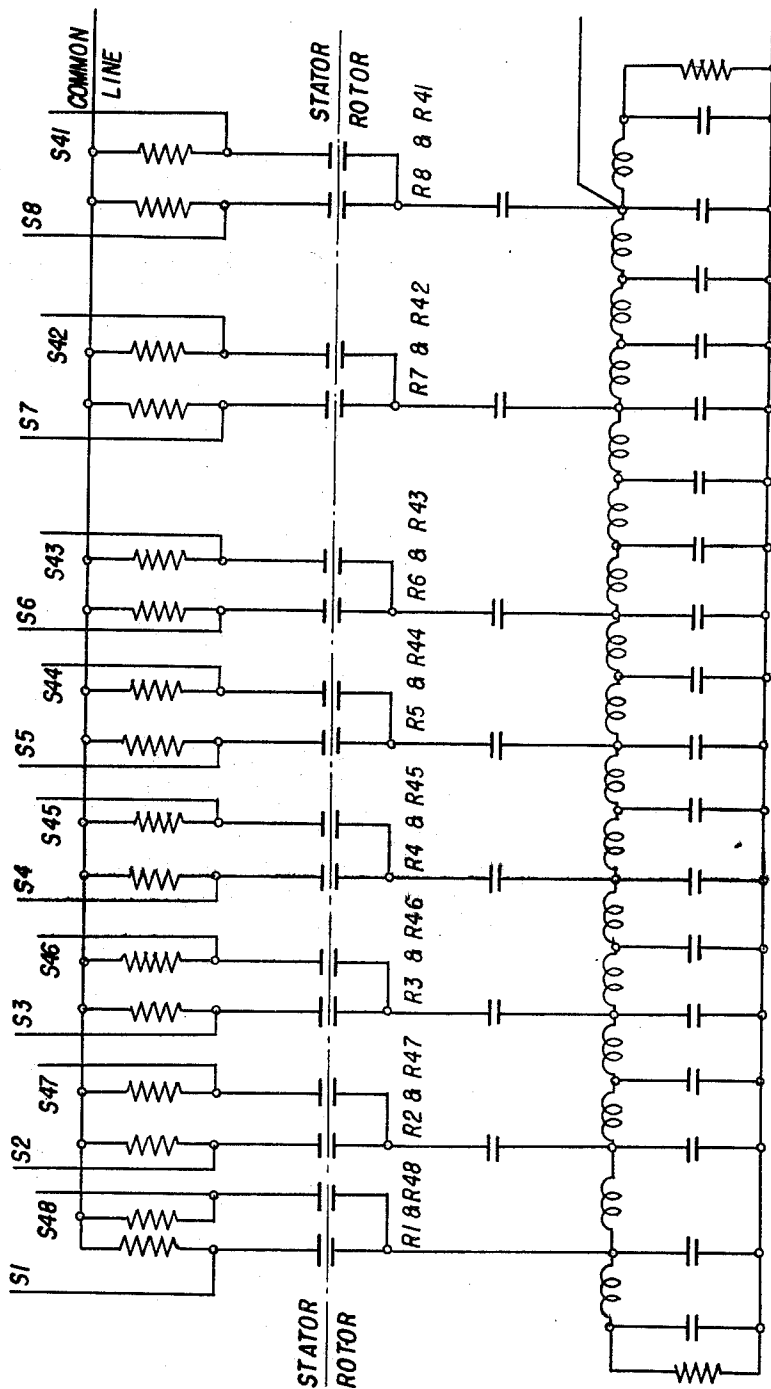 COMMON
LINE
S41
S8
STATOR
ROTOR
R8 & R41
S42
S7
R7 & R42
S43
S6
R6 & R43
S44
S5
R5 & R44
S45
S4
R4 & R45
S46
S3
R3 & R46
S47
S2
R2 & R47
S48
S1
R1 & R48
STATOR
ROTOR